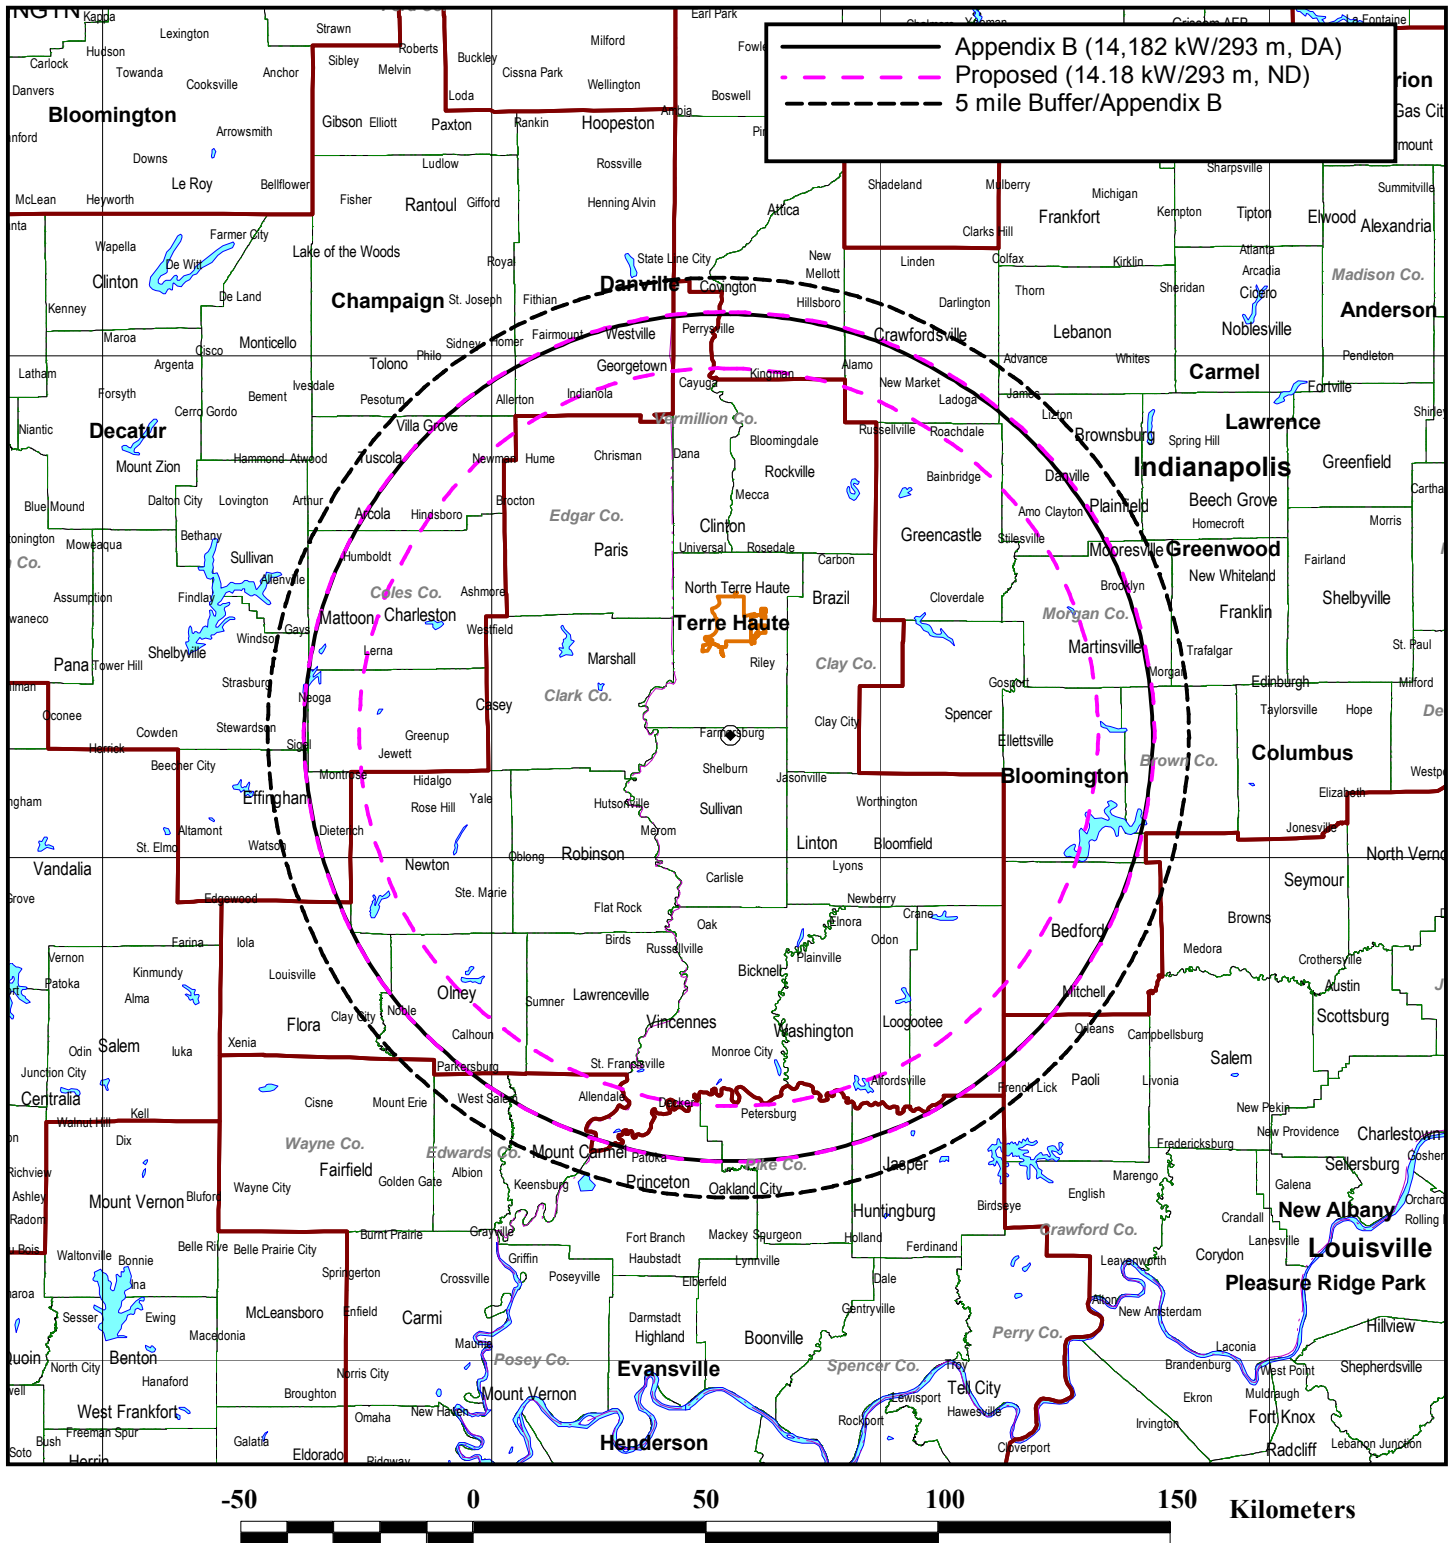 Appendix B (14,182 kW/293 m, DA)
Proposed (14.18 kW/293 m, ND)
5 mile Buffer/Appendix B
Kappa
Lexington
Strawn
Earl Park
Hudson
Sibley
Roberts
Buckley
Milford
Carlock
Towanda
Anchor
Melvin
Cissna Park
Danvers
Cooksville
Wellington
Loda
Boswell
Bloomington
Gibson
Elliott
Paxton
Rankin
Hoopeston
Arrowsmith
Downs
Ludlow
Rossville
Sharpsville
Le Roy
Bellflower
Shadeland
Mulberry
Michigan
Summitville
McLean
Heyworth
Fisher
Rantoul
Gifford
Henning
Alvin
Attica
Frankfort
Kempton
Tipton
Elwood
Alexandria
Farmer City
Clarks Hill
Wapella
Lake of the Woods
Atlanta
De Witt
Royal
State Line City
New
Mellott
Linden
Colfax
Kirklin
Arcadia
Madison Co.
Clinton
Danville
Covington
Thorn
Sheridan
Cicero
De Land
Champaign
St. Joseph
Fithian
Hillsboro
Darlington
Anderson
Kenney
Perrysville
Noblesville
Maroa
Monticello
Sidney
Homer
Fairmount
Westville
Crawfordsville
Lebanon
Cisco
Philo
Advance
Whites
Pendleton
Latham
Argenta
Tolono
Georgetown
Kingman
Alamo
Carmel
Forsyth
Bement
Ivesdale
Pesotum
Allerton
Indianola
Cayuga
New Market
Ladoga
James
Fortville
Cerro Gordo
Lizton
Niantic
Decatur
Villa Grove
Vermillion Co.
Russellville
Roachdale
Brownsburg
Lawrence
Bloomingdale
Spring Hill
Mount Zion
Hammond
Atwood
Tuscola
Newman
Hume
Chrisman
Dana
Rockville
Bainbridge
Danville
Indianapolis
Greenfield
Blue Mound
Dalton City
Lovington
Arthur
Arcola
Hindsboro
Brocton
Mecca
Plainfield
Beech Grove
Amo
Clayton
Edgar Co.
Clinton
Greencastle
Homecroft
Morris
Moweaqua
Bethany
Stilesville
Sullivan
Humboldt
Paris
Universal
Rosedale
Carbon
Mooresville
Greenwood
Fairland
Allenville
Coles Co.
Ashmore
North Terre Haute
Brazil
Cloverdale
Brooklyn
New Whiteland
Assumption
Findlay
Shelbyville
Mattoon
Charleston
Morgan Co.
Franklin
Gays
Westfield
Terre Haute
Windsor
Shelbyville
Lerna
Martinsville
Trafalgar
St. Paul
Pana
Tower Hill
Marshall
Riley
Clay Co.
Morgan
Strasburg
Neoga
Clark Co.
Gosport
Edinburgh
Milford
Oconee
Casey
Clay City
Spencer
Taylorsville
Hope
Cowden
Stewardson
Sigel
Greenup
Farmersburg
Ellettsville
Herrick
Jewett
Brown Co.
Columbus
Beecher City
Montrose
Hidalgo
Shelburn
Jasonville
Bloomington
Effingham
Rose Hill
Yale
Hutsonville
Sullivan
Worthington
Elizabeth
Altamont
Dieterich
Merom
Jonesville
St. Elmo
Watson
Linton
Bloomfield
Vandalia
Newton
Oblong
Robinson
Lyons
Carlisle
Seymour
Ste. Marie
Newberry
Edgewood
Flat Rock
Crane
Browns
Oak
Elnora
Bedford
Farina
Iola
Birds
Russellville
Odon
Medora
Vernon
Plainville
Crothersville
Kinmundy
Louisville
Bicknell
Patoka
Austin
Alma
Olney
Sumner
Lawrenceville
Mitchell
Clay City
Noble
Flora
Vincennes
Washington
Loogootee
Scottsburg
Calhoun
Orleans
Campbellsburg
Xenia
Salem
Odin
Iuka
Monroe City
Salem
Junction City
Parkersburg
St. Francisville
Alfordsville
Paoli
Livonia
French Lick
Centralia
Cisne
Mount Erie
West Salem
Allendale
Decker
Petersburg
New Pekin
Walnut Hill
Kell
Dix
Wayne Co.
Edwards Co.
Mount Carmel
Patoka
Pike Co.
Jasper
Fredericksburg
New Providence
Charlestown
Richview
Fairfield
Albion
Sellersburg
Ashley
Mount Vernon
Bluford
Wayne City
Golden Gate
Keensburg
Princeton
Oakland City
Marengo
Galena
English
Birdseye
Radom
Huntingburg
New Albany
Crandall
Crawford Co.
Burnt Prairie
Grayville
Fort Branch
Mackey
Spurgeon
Holland
Waltonville
Bonnie
Belle Rive
Belle Prairie City
Ferdinand
Lanesville
Louisville
Griffin
Haubstadt
Lynnville
Leavenworth
Corydon
Springerton
Crossville
Poseyville
Elberfeld
Dale
Pleasure Ridge Park
Alton
New Amsterdam
Sesser
Ewing
McLeansboro
Enfield
Carmi
Darmstadt
Gentryville
Macedonia
Highland
Boonville
Perry Co.
Hillview
Maunie
Laconia
Benton
Posey Co.
Evansville
Spencer Co.
Troy
Brandenburg
West Point
Shepherdsville
North City
Hanaford
Norris City
Broughton
Mount Vernon
Tell City
Ekron
Muldraugh
Lewisport
West Frankfort
Omaha
New Haven
Rockport
Hawesville
Irvington
Fort Knox
Freeman Spur
Bush
Galatia
Henderson
Cloverport
Radcliff
Lebanon Junction
Eldorado
-50 0 50 100 150 Kilometers